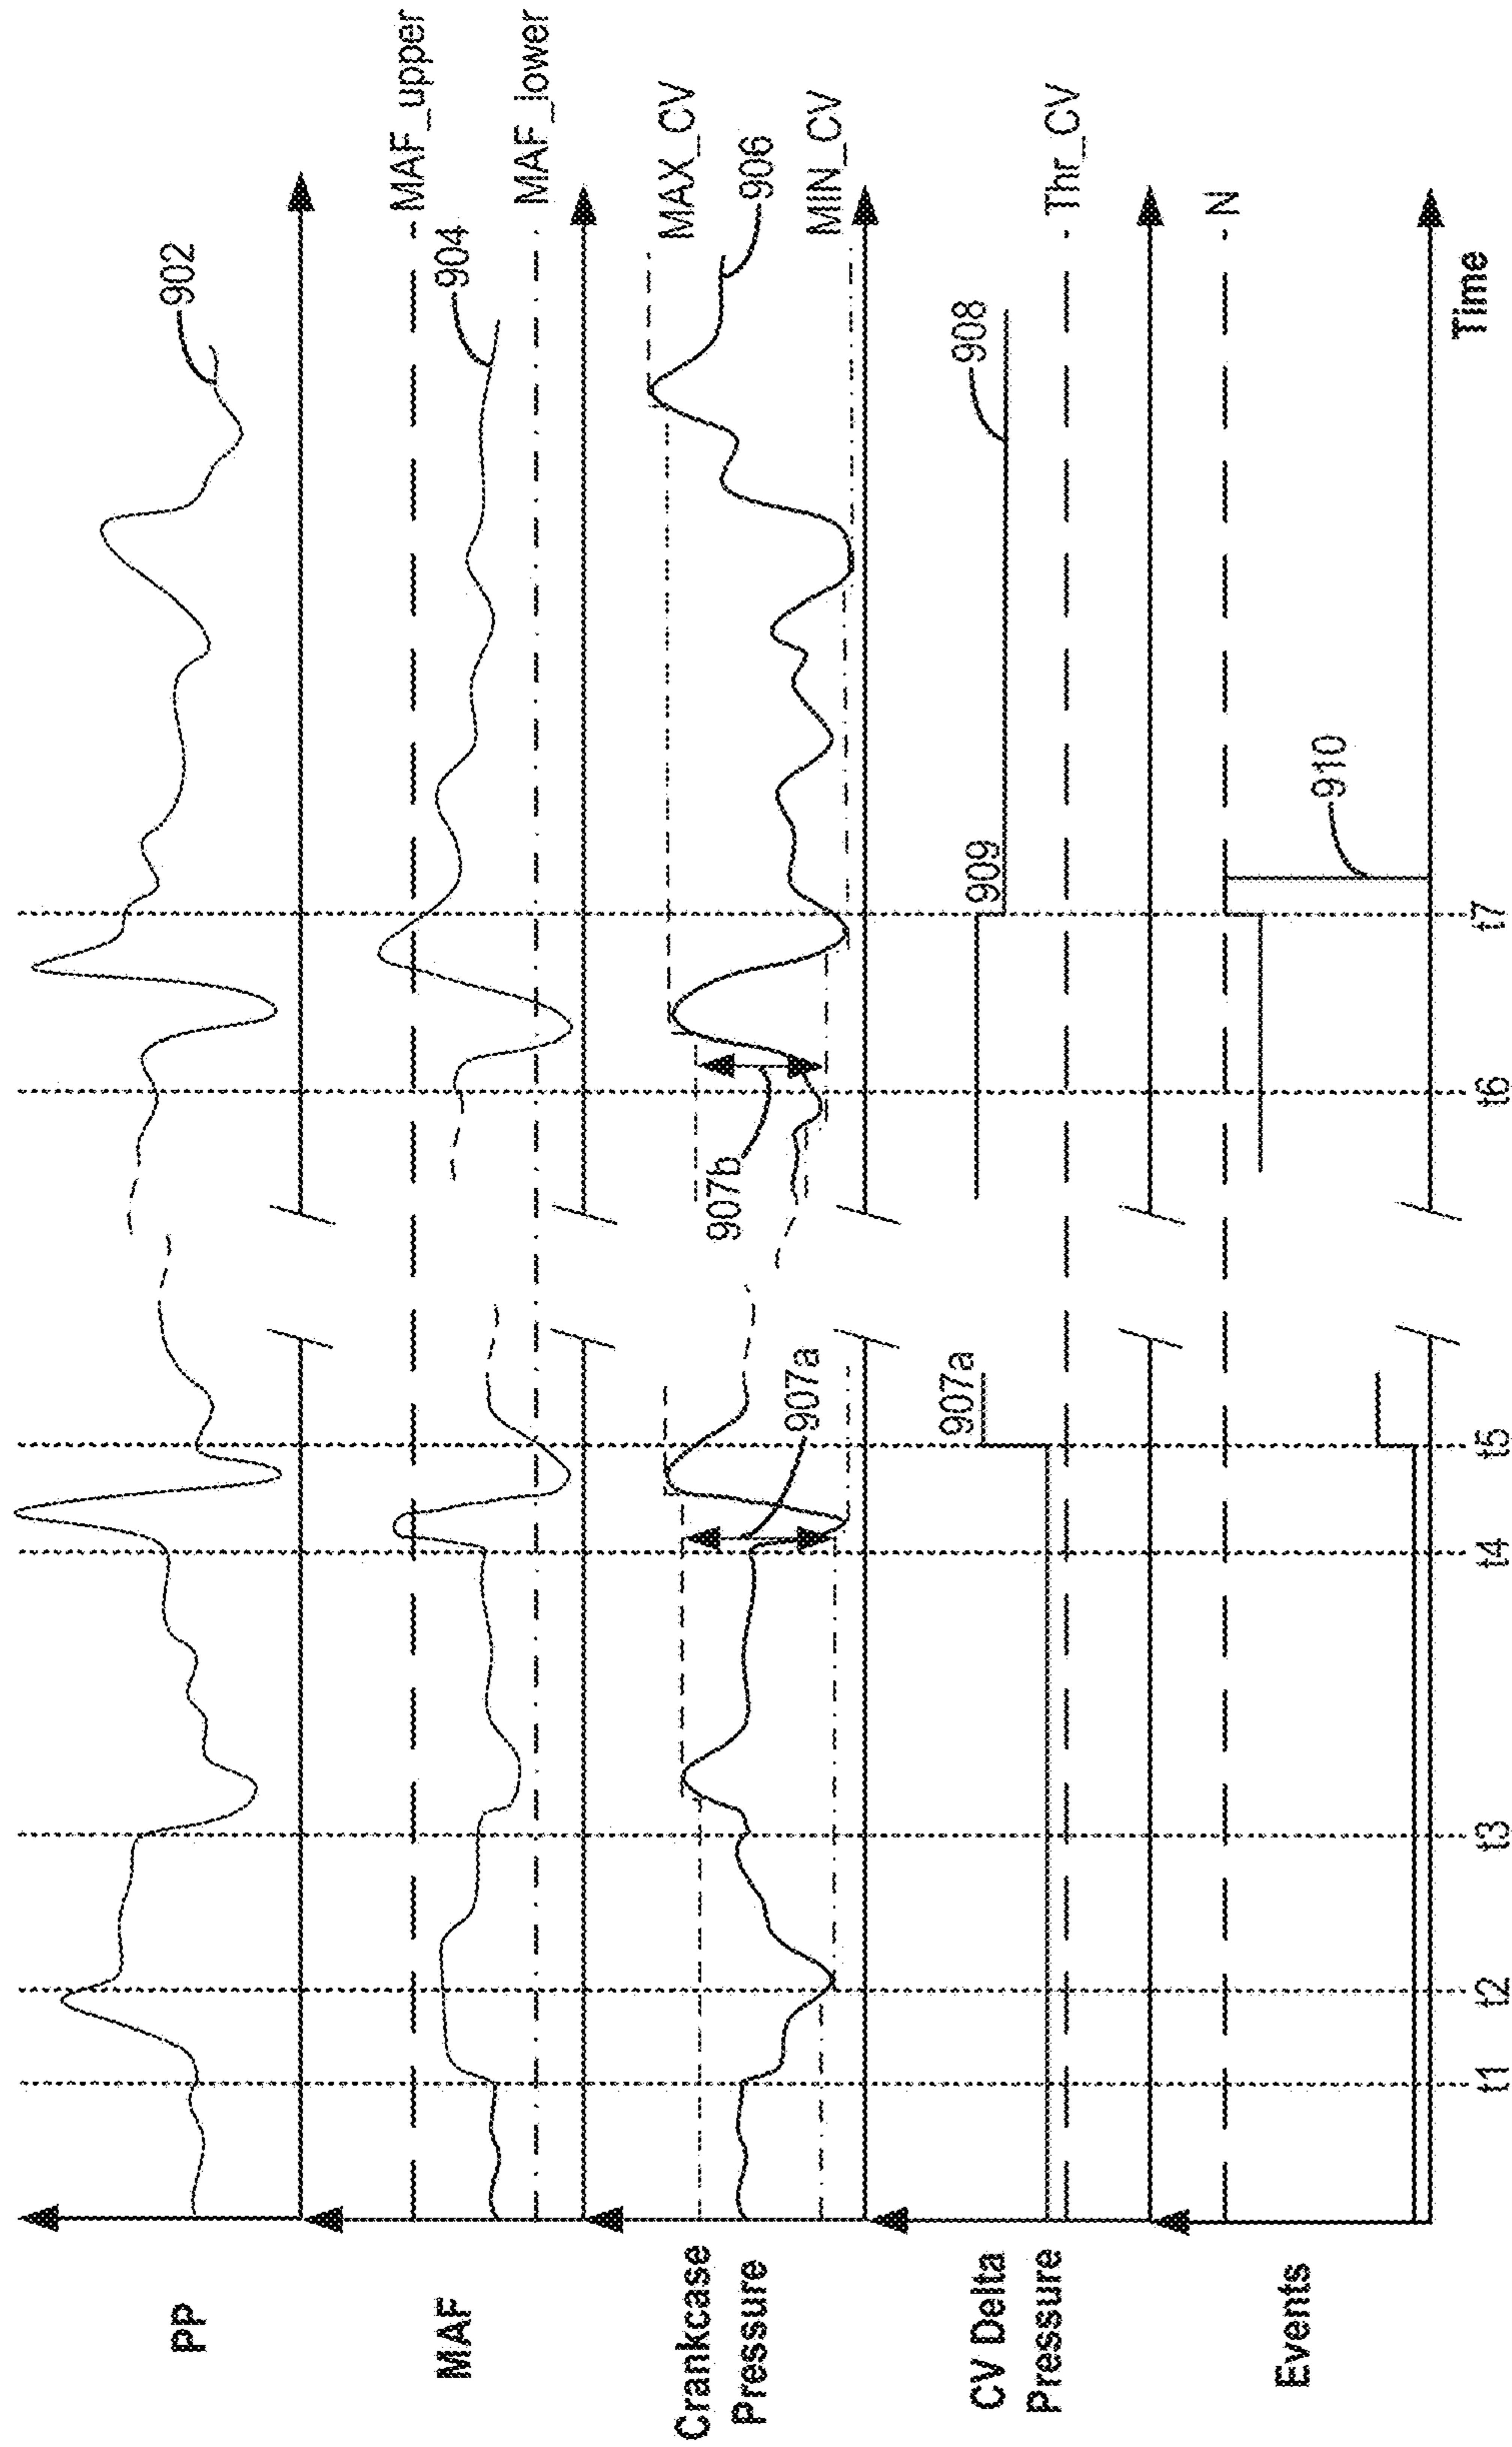 PP
902
MAF
MAF_upper
904
MAF_lower
Crankcase
Pressure
MAX_CV
906
MIN_CV
907a
907b
CV Delta
Pressure
907a
909
908
Thr_CV
Events
N
910
t1
t2
t3
t4
t5
t6
t7
Time